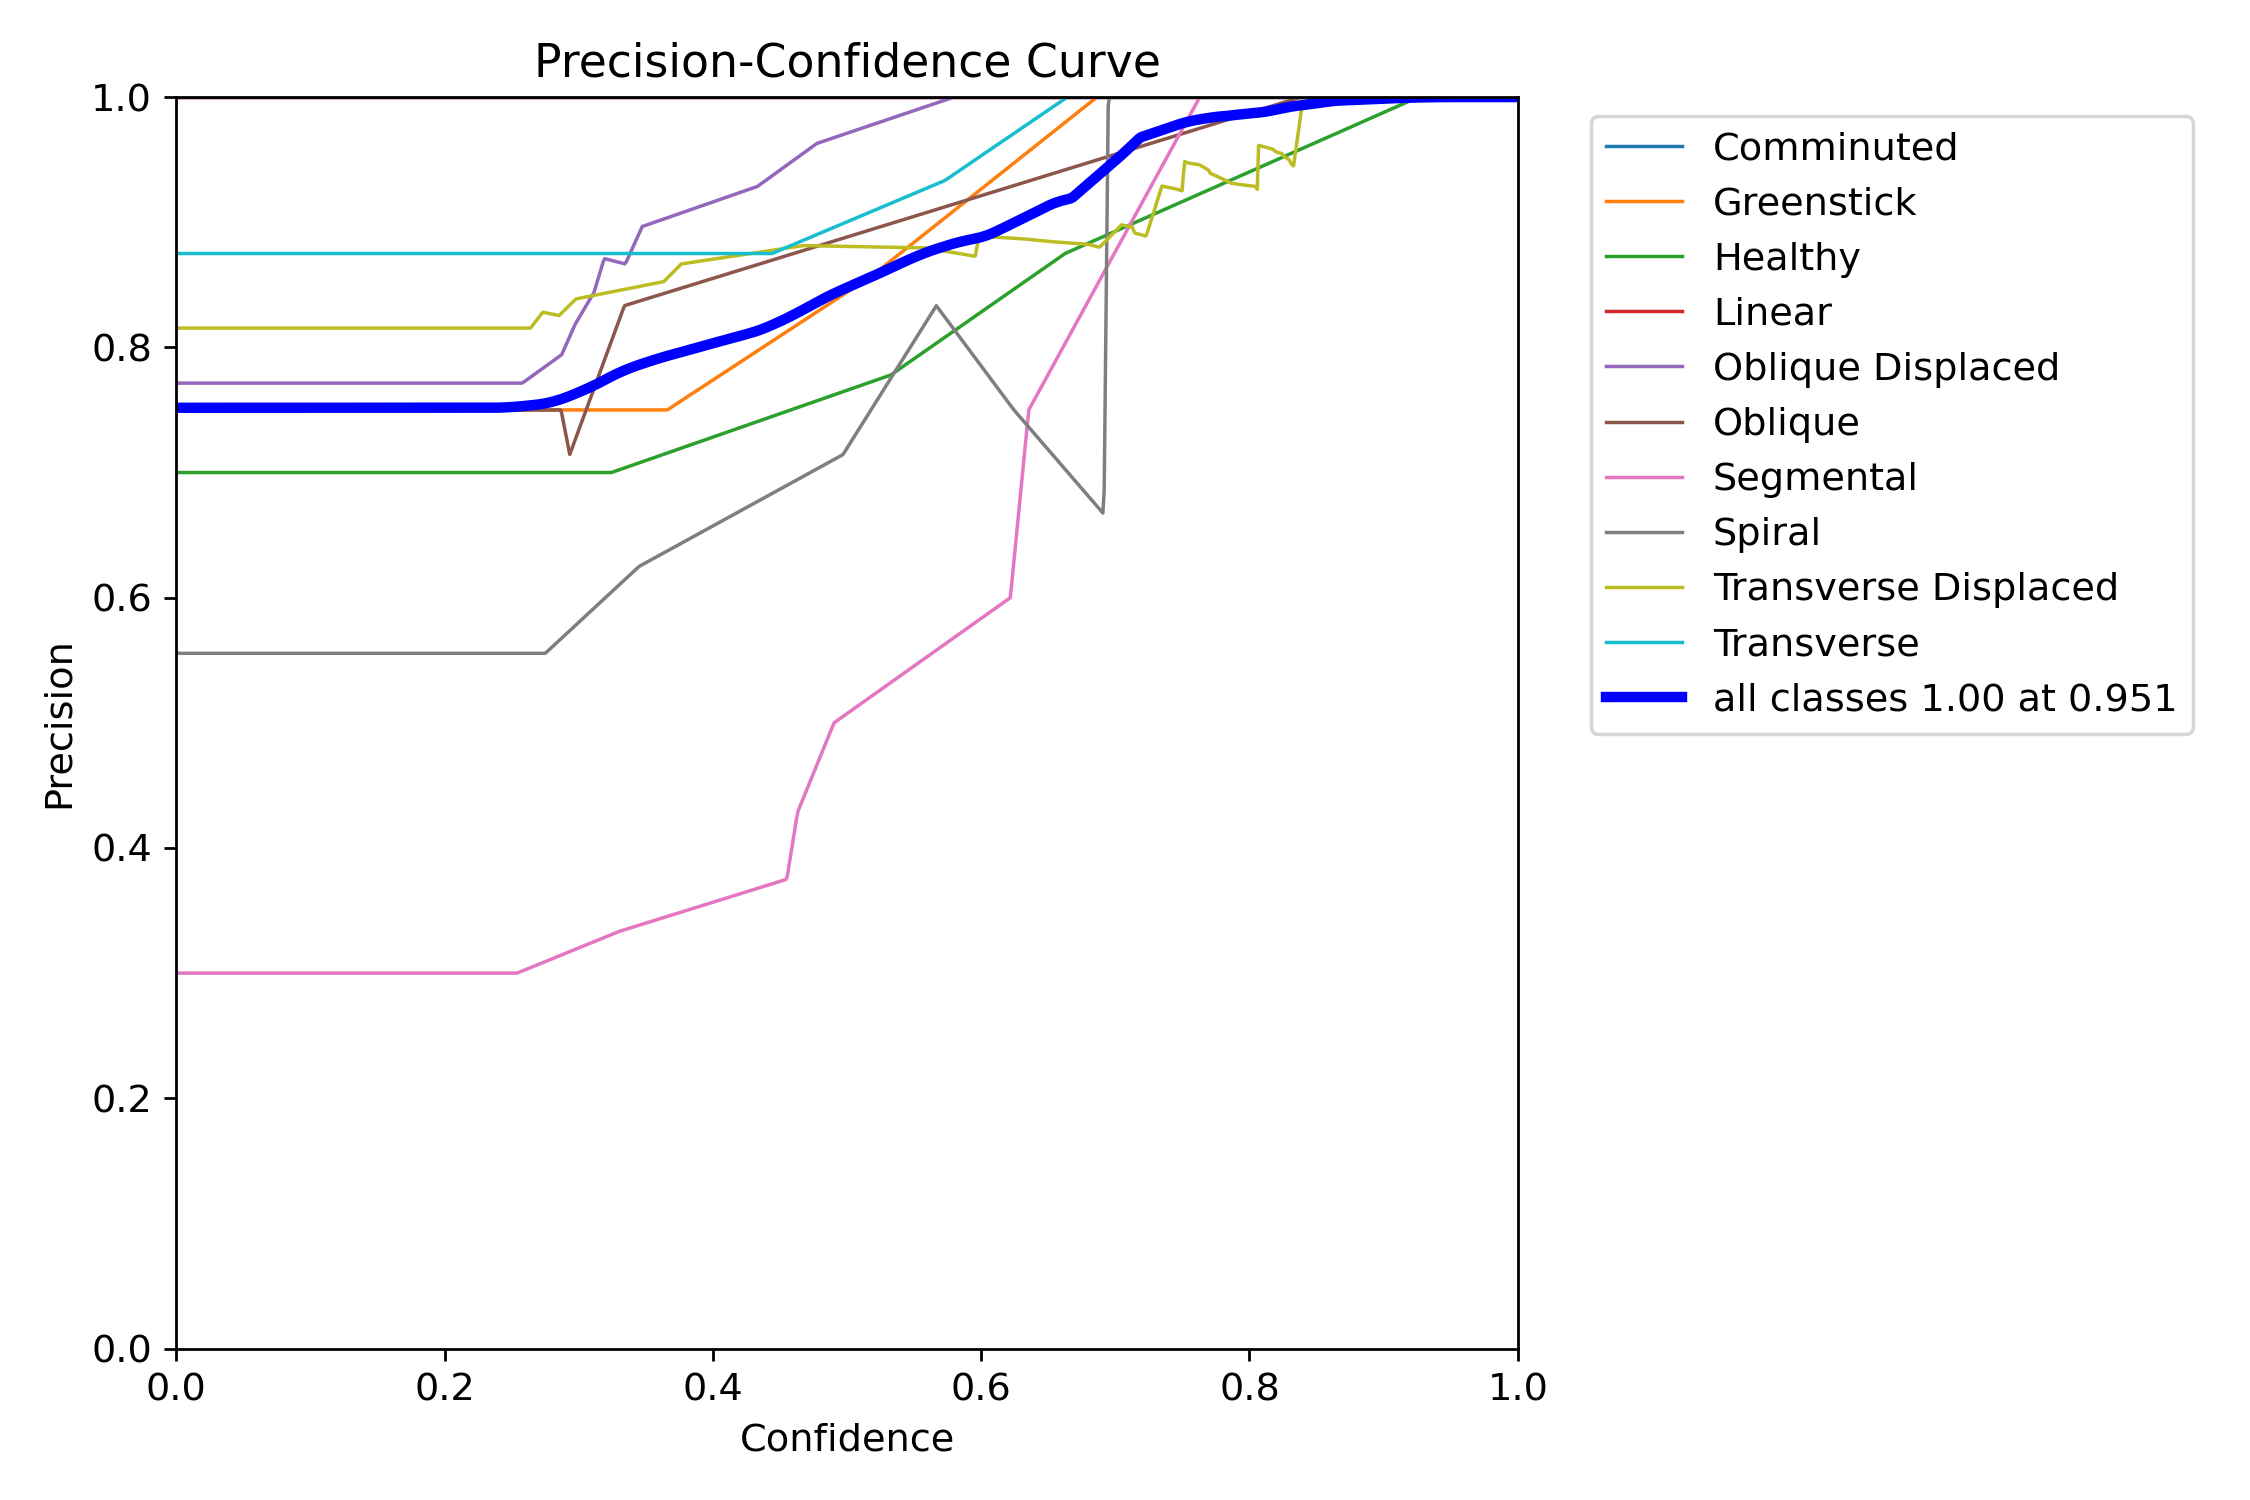 Precision-Confidence Curve
1.0
0.8
0.6
0.4
0.2
0.0
Precision
0.0 0.2 0.4 0.6 0.8 1.0
Confidence
Comminuted
Greenstick
Healthy
Linear
Oblique Displaced
Oblique
Segmental
Spiral
Transverse Displaced
Transverse
all classes 1.00 at 0.951